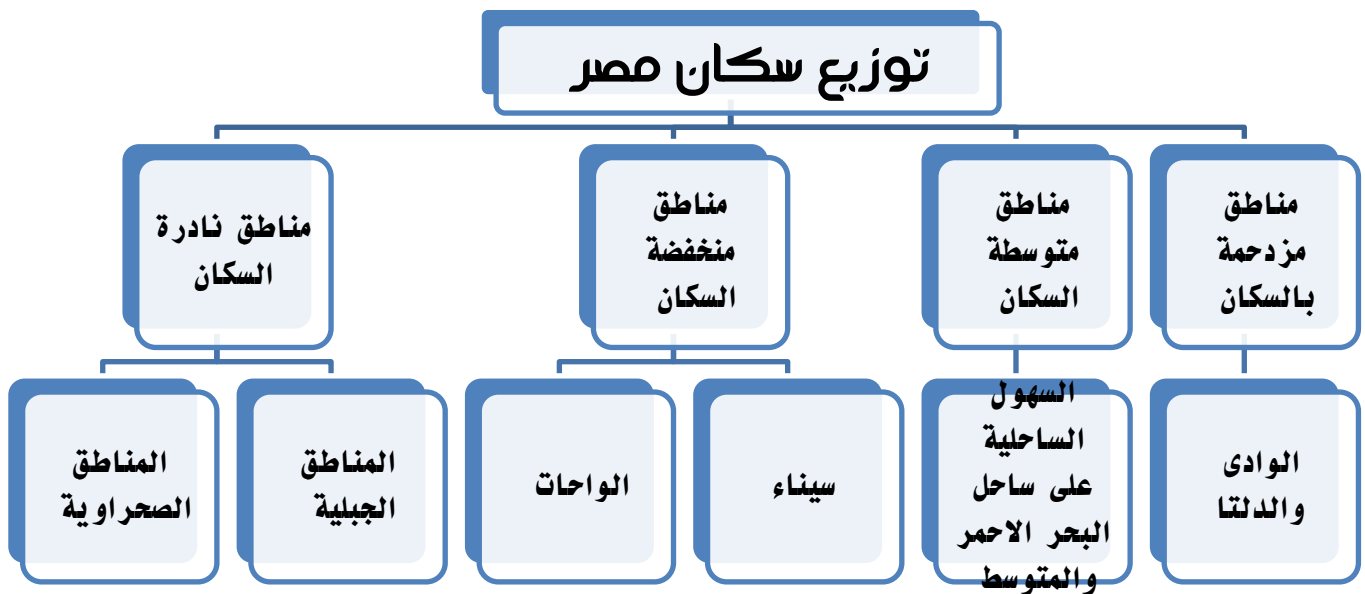 توزيع سكان مصر
مناطق
مزدحمة
بالسكان
مناطق
متوسطة
السكان
مناطق
منخفضة
السكان
مناطق نادرة
السكان
الوادى
والدلتا
السهول
الساحلية
على ساحل
البحر الاحمر
والمتوسط
سيناء
الواحات
المناطق
الجبلية
المناطق
الصحراوية